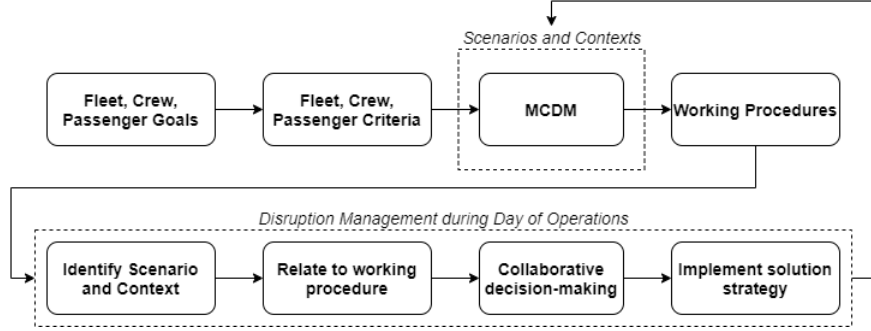 Scenarios and Contexts
Fleet, Crew,
Passenger Goals
Fleet, Crew,
Passenger Criteria
MCDM
Working Procedures
Disruption Management during Day of Operations
Identify Scenario
and Context
Relate to working
procedure
Collaborative
decision-making
Implement solution
strategy